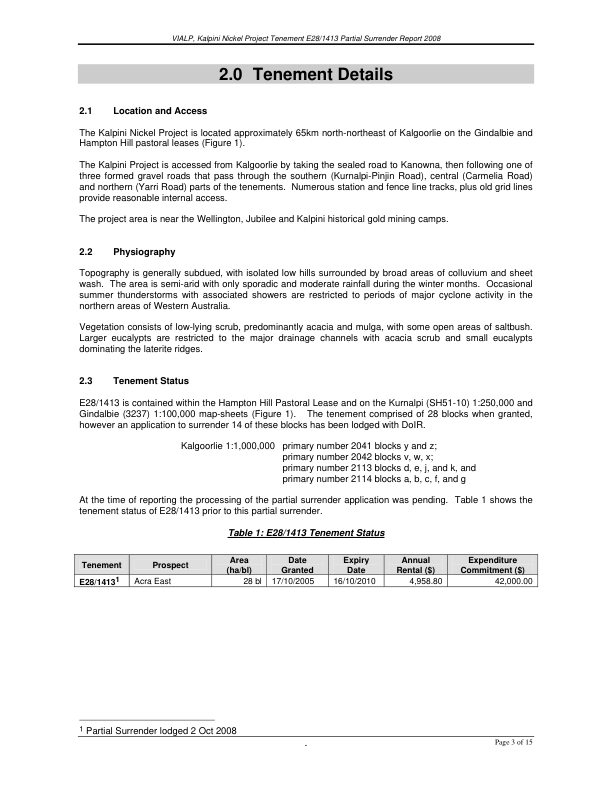 VIALP, Kalpini Nickel Project Tenement E28/1413 Partial Surrender Report 2008
2.0 Tenement Details
2.1 Location and Access
The Kalpini Nickel Project is located approximately 65km north-northeast of Kalgoorlie on the Gindalbie and
Hampton Hill pastoral leases (Figure 1).
The Kalpini Project is accessed from Kalgoorlie by taking the sealed road to Kanowna, then following one of
three formed gravel roads that pass through the southern (Kurnalpi-Pinjin Road), central (Carmelia Road)
and northern (Yarri Road) parts of the tenements. Numerous station and fence line tracks, plus old grid lines
provide reasonable internal access.
The project area is near the Wellington, Jubilee and Kalpini historical gold mining camps.
2.2 Physiography
Topography is generally subdued, with isolated low hills surrounded by broad areas of colluvium and sheet
wash. The area is semi-arid with only sporadic and moderate rainfall during the winter months. Occasional
summer thunderstorms with associated showers are restricted to periods of major cyclone activity in the
northern areas of Western Australia.
Vegetation consists of low-lying scrub, predominantly acacia and mulga, with some open areas of saltbush.
Larger eucalypts are restricted to the major drainage channels with acacia scrub and small eucalypts
dominating the laterite ridges.
2.3 Tenement Status
E28/1413 is contained within the Hampton Hill Pastoral Lease and on the Kurnalpi (SH51-10) 1:250,000 and
Gindalbie (3237) 1:100,000 map-sheets (Figure 1). The tenement comprised of 28 blocks when granted,
however an application to surrender 14 of these blocks has been lodged with DoIR.
Kalgoorlie 1:1,000,000 primary number 2041 blocks y and z;
primary number 2042 blocks v, w, x;
primary number 2113 blocks d, e, j, and k, and
primary number 2114 blocks a, b, c, f, and g
At the time of reporting the processing of the partial surrender application was pending. Table 1 shows the
tenement status of E28/1413 prior to this partial surrender.
Table 1: E28/1413 Tenement Status
Tenement Prospect Area (ha/bl) Date Granted Expiry Date Annual Rental ($) Expenditure Commitment ($)
E28/1413¹ Acra East 28 bl 17/10/2005 16/10/2010 4,958.80 42,000.00
¹ Partial Surrender lodged 2 Oct 2008
- Page 3 of 15